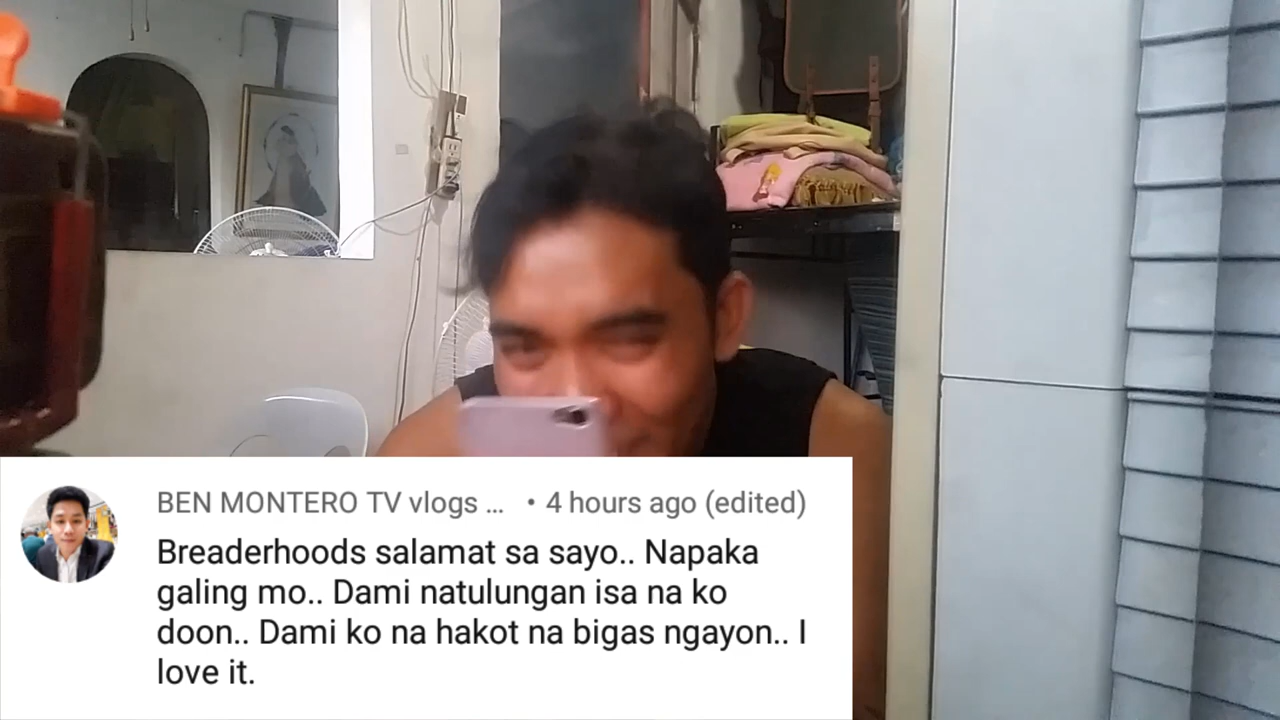 BEN MONTERO TV vlogs ... • 4 hours ago (edited)
Breaderhoods salamat sa sayo.. Napaka
galing mo.. Dami natulungan isa na ko
doon.. Dami ko na hakot na bigas ngayon.. I
love it.